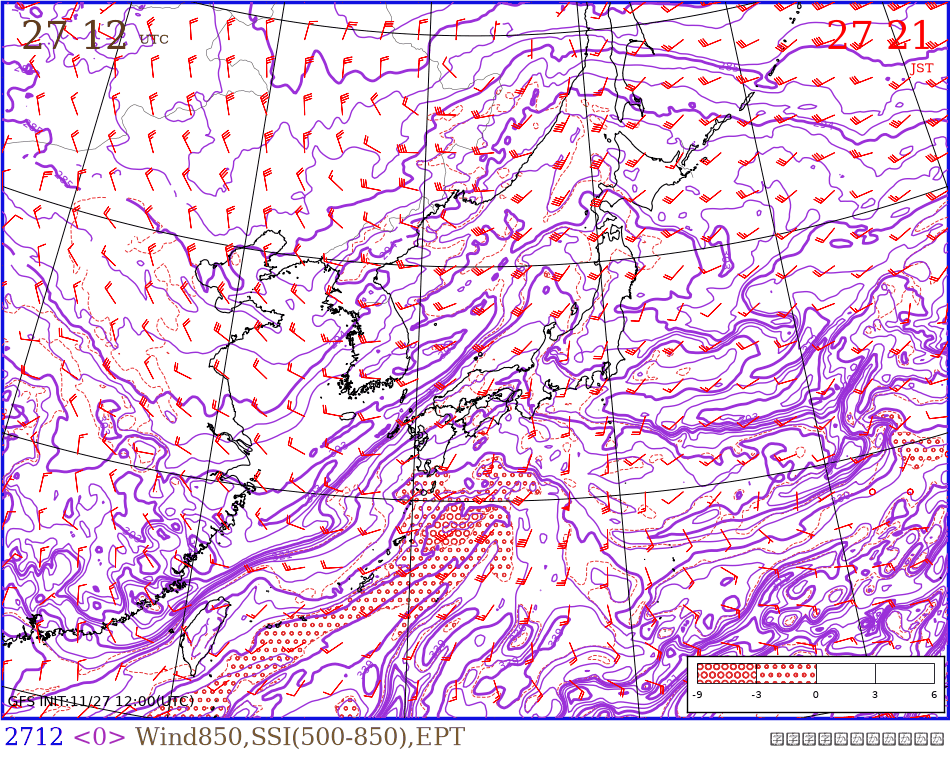 27 12 UTC
27 21
JST
-9 -3 0 3 6
GFS INIT:11/27 12:00(UTC)
2712 <0> Wind850,SSI(500-850),EPT